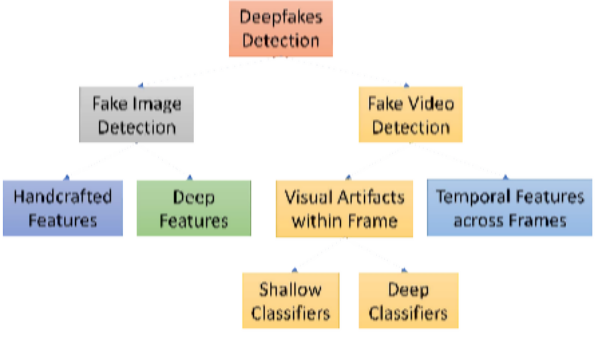 Deepfakes
Detection
Fake Image
Detection
Fake Video
Detection
Handcrafted
Features
Deep
Features
Visual Artifacts
within Frame
Temporal Features
across Frames
Shallow
Classifiers
Deep
Classifiers